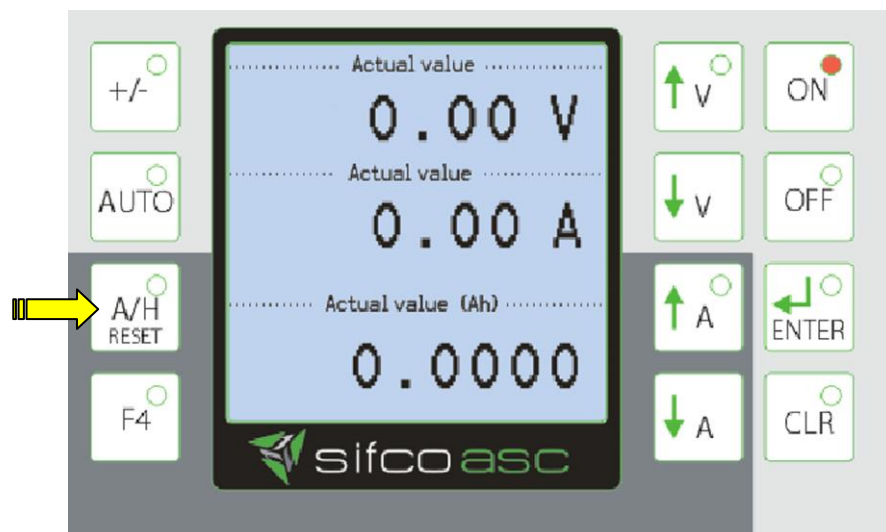 +/-
AUTO
A/H
RESET
F4
Actual value
0.00 V
Actual value
0.00 A
Actual value (Ah)
0.0000
sifco asc
V
V
A
A
ON
OFF
ENTER
CLR